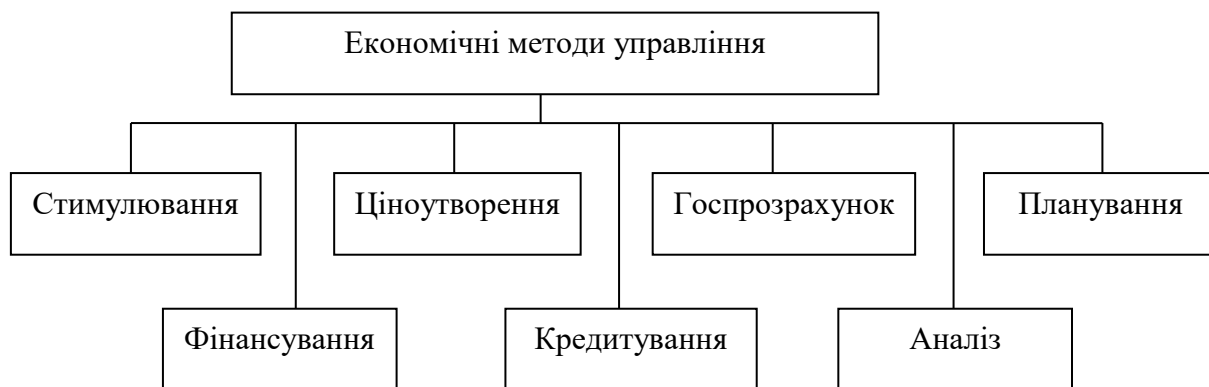 Економічні методи управління
Стимулювання
Ціноутворення
Госпрозрахунок
Планування
Фінансування
Кредитування
Аналіз